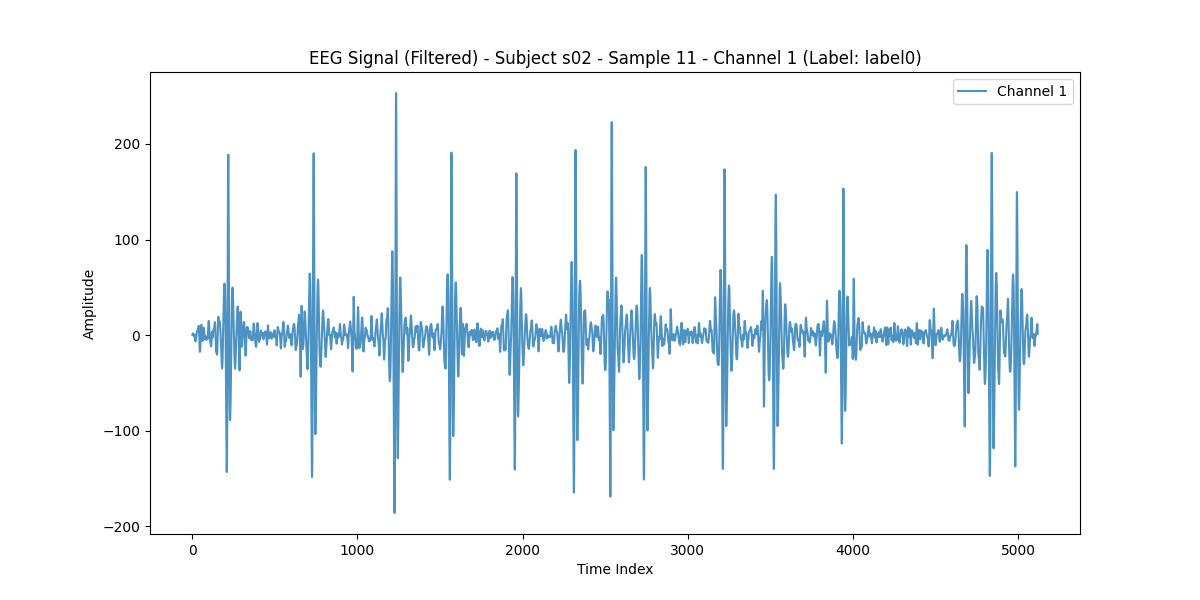 EEG Signal (Filtered) - Subject s02 - Sample 11 - Channel 1 (Label: label0)
Channel 1
Amplitude
200
100
0
−100
−200
0 1000 2000 3000 4000 5000
Time Index